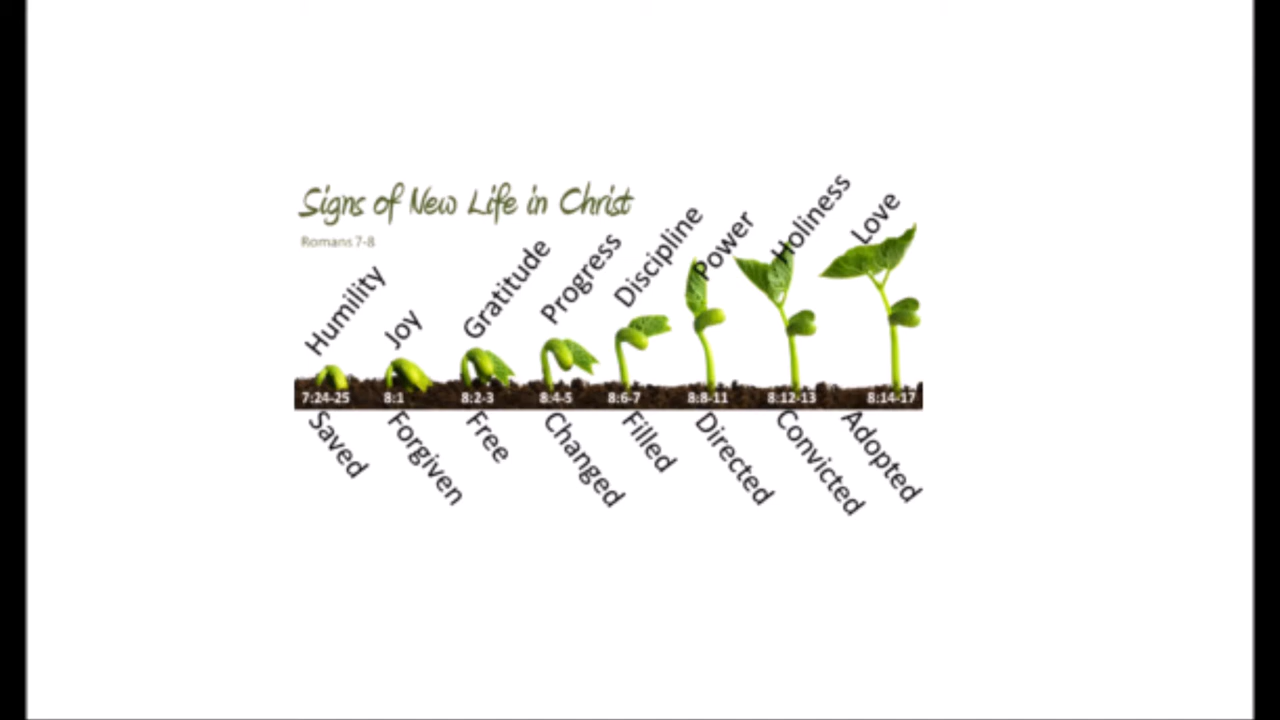 Signs of New Life in Christ
Romans 7-8
Humility
Joy
Gratitude
Progress
Discipline
Power
Holiness
Love
7:24-25
8:1
8:2-3
8:4-5
8:6-7
8:8-11
8:12-13
8:14-17
Saved
Forgiven
Free
Changed
Filled
Directed
Convicted
Adopted